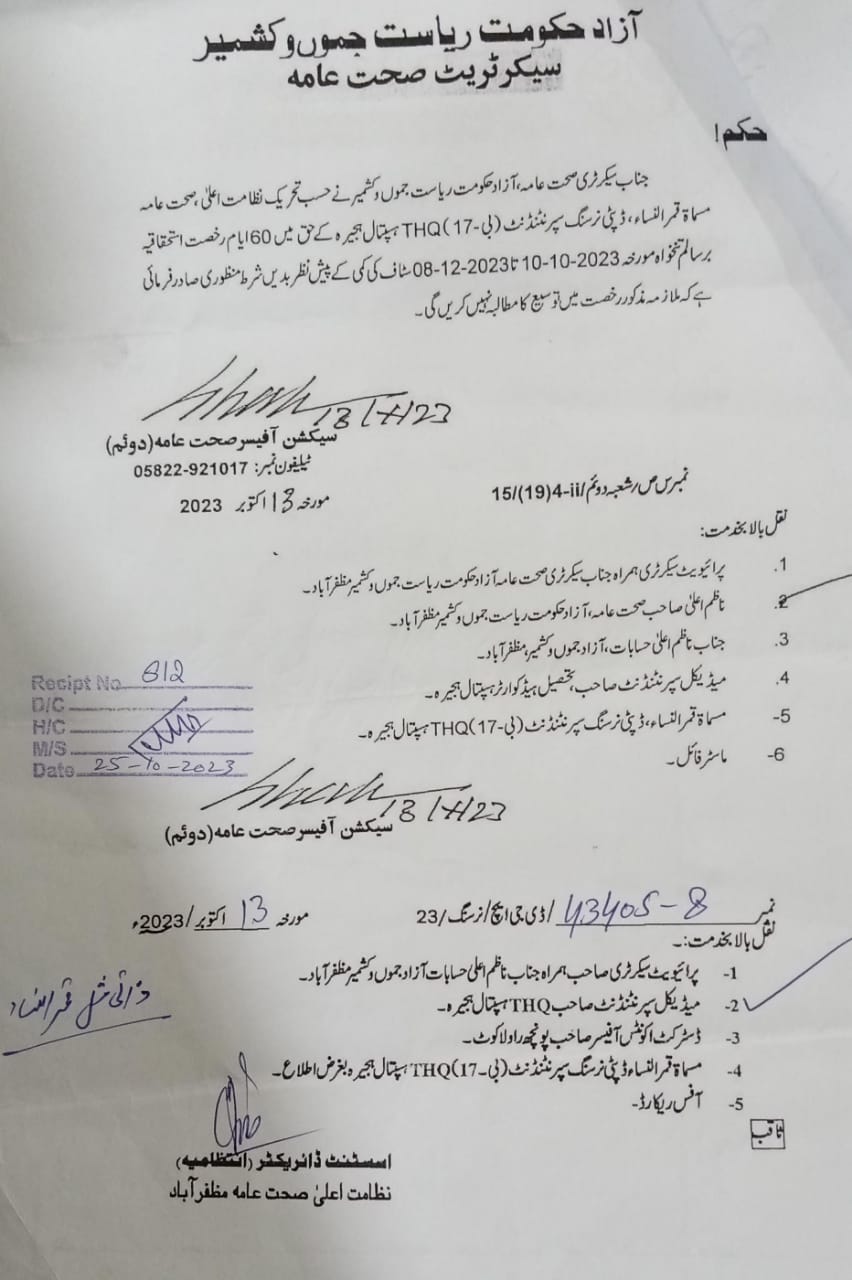 آزاد حکومت ریاست جموں و کشمیر
سیکرٹریٹ صحت عامہ
حکم!
جناب سیکرٹری صحت عامہ، آزاد حکومت ریاست جموں و کشمیر نے حسب تحریک نظامت اعلیٰ، صحت عامہ
مسماۃ قمر النساء، ڈپٹی نرسنگ سپرنٹنڈنٹ (بی-17) THQ ہسپتال ہجیرہ کے حق میں 60 ایام رخصت استحقاقیہ
برسالم تنخواہ مورخہ 10-10-2023 تا 08-12-2023 سٹاف کی کمی کے پیش نظر بدیں شرط منظوری صادر فرمائی
ہے کہ ملازمہ مذکور رخصت میں توسیع کا مطالبہ نہیں کریں گی۔
13/X/23
سیکشن آفیسر صحت عامہ (دوئم)
ٹیلیفون نمبر: 05822-921017
نمبر س ص ر شعبہ دوئم/15/(19)4-ii
مورخہ 13 اکتوبر 2023
نقل بالا بخدمت:
1. پرائیویٹ سیکرٹری ہمراہ جناب سیکرٹری صحت عامہ آزاد حکومت ریاست جموں و کشمیر مظفرآباد۔
2. ناظم اعلیٰ صاحب صحت عامہ، آزاد حکومت ریاست جموں و کشمیر مظفرآباد۔
3. جناب ناظم اعلیٰ حسابات، آزاد جموں و کشمیر، مظفرآباد۔
4. میڈیکل سپرنٹنڈنٹ صاحب، تحصیل ہیڈ کوارٹر ہسپتال ہجیرہ۔
5- مسماۃ قمر النساء، ڈپٹی نرسنگ سپرنٹنڈنٹ (بی-17) THQ ہسپتال ہجیرہ۔
6- ماسٹر فائل۔
Recipt No 812
D/C
H/C
M/S
Date 25-10-2023
13/X/23
سیکشن آفیسر صحت عامہ (دوئم)
نمبر 43405-8 /ڈی جی ایچ/نرسنگ/23 مورخہ 13 اکتوبر/2023ء
نقل بالا بخدمت:۔
1- پرائیویٹ سیکرٹری صاحب ہمراہ جناب ناظم اعلیٰ حسابات آزاد جموں و کشمیر مظفرآباد۔
2- میڈیکل سپرنٹنڈنٹ صاحب THQ ہسپتال ہجیرہ۔
3- ڈسٹرکٹ اکونٹس آفیسر صاحب پونچھ راولاکوٹ۔
4- مسماۃ قمر النساء ڈپٹی نرسنگ سپرنٹنڈنٹ (بی۔17) THQ ہسپتال ہجیرہ بغرض اطلاع۔
5- آفس ریکارڈ-
ذاتی مثل قمر النساء
ثاقب
اسسٹنٹ ڈائریکٹر (انتظامیہ)
نظامت اعلیٰ صحت عامہ مظفرآباد